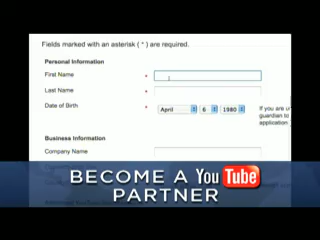 Fields marked with an asterisk ( * ) are required.
Personal Information
First Name *
Last Name *
Date of Birth * April 6 1980 If you are u
guardian to
application
Business Information
Company Name
BECOME A YouTube
PARTNER